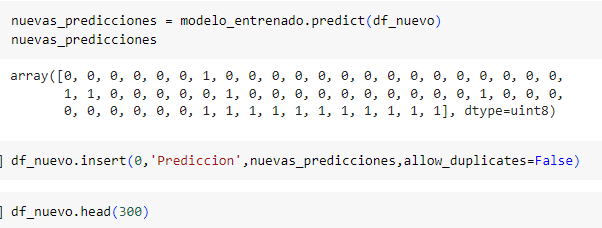 nuevas_predicciones = modelo_entrenado.predict(df_nuevo)
nuevas_predicciones
array([0, 0, 0, 0, 0, 0, 1, 0, 0, 0, 0, 0, 0, 0, 0, 0, 0, 0, 0, 0, 0, 0,
1, 1, 0, 0, 0, 0, 0, 1, 0, 0, 0, 0, 0, 0, 0, 0, 0, 0, 1, 0, 0, 0,
0, 0, 0, 0, 0, 0, 1, 1, 1, 1, 1, 1, 1, 1, 1, 1, 1], dtype=uint8)
] df_nuevo.insert(0,'Prediccion',nuevas_predicciones,allow_duplicates=False)
] df_nuevo.head(300)